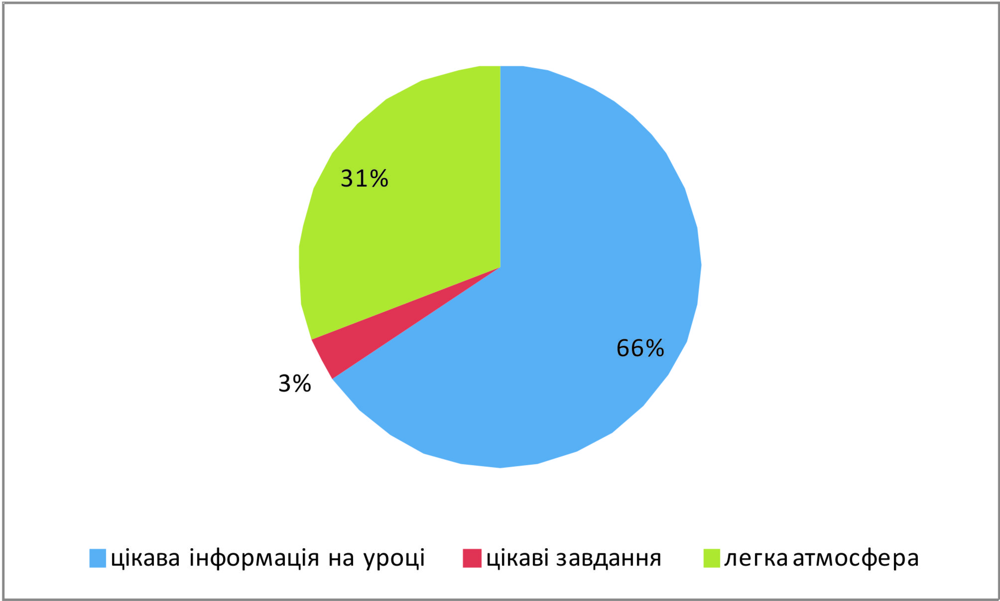 31%
66%
3%
цікава інформація на уроці
цікаві завдання
легка атмосфера